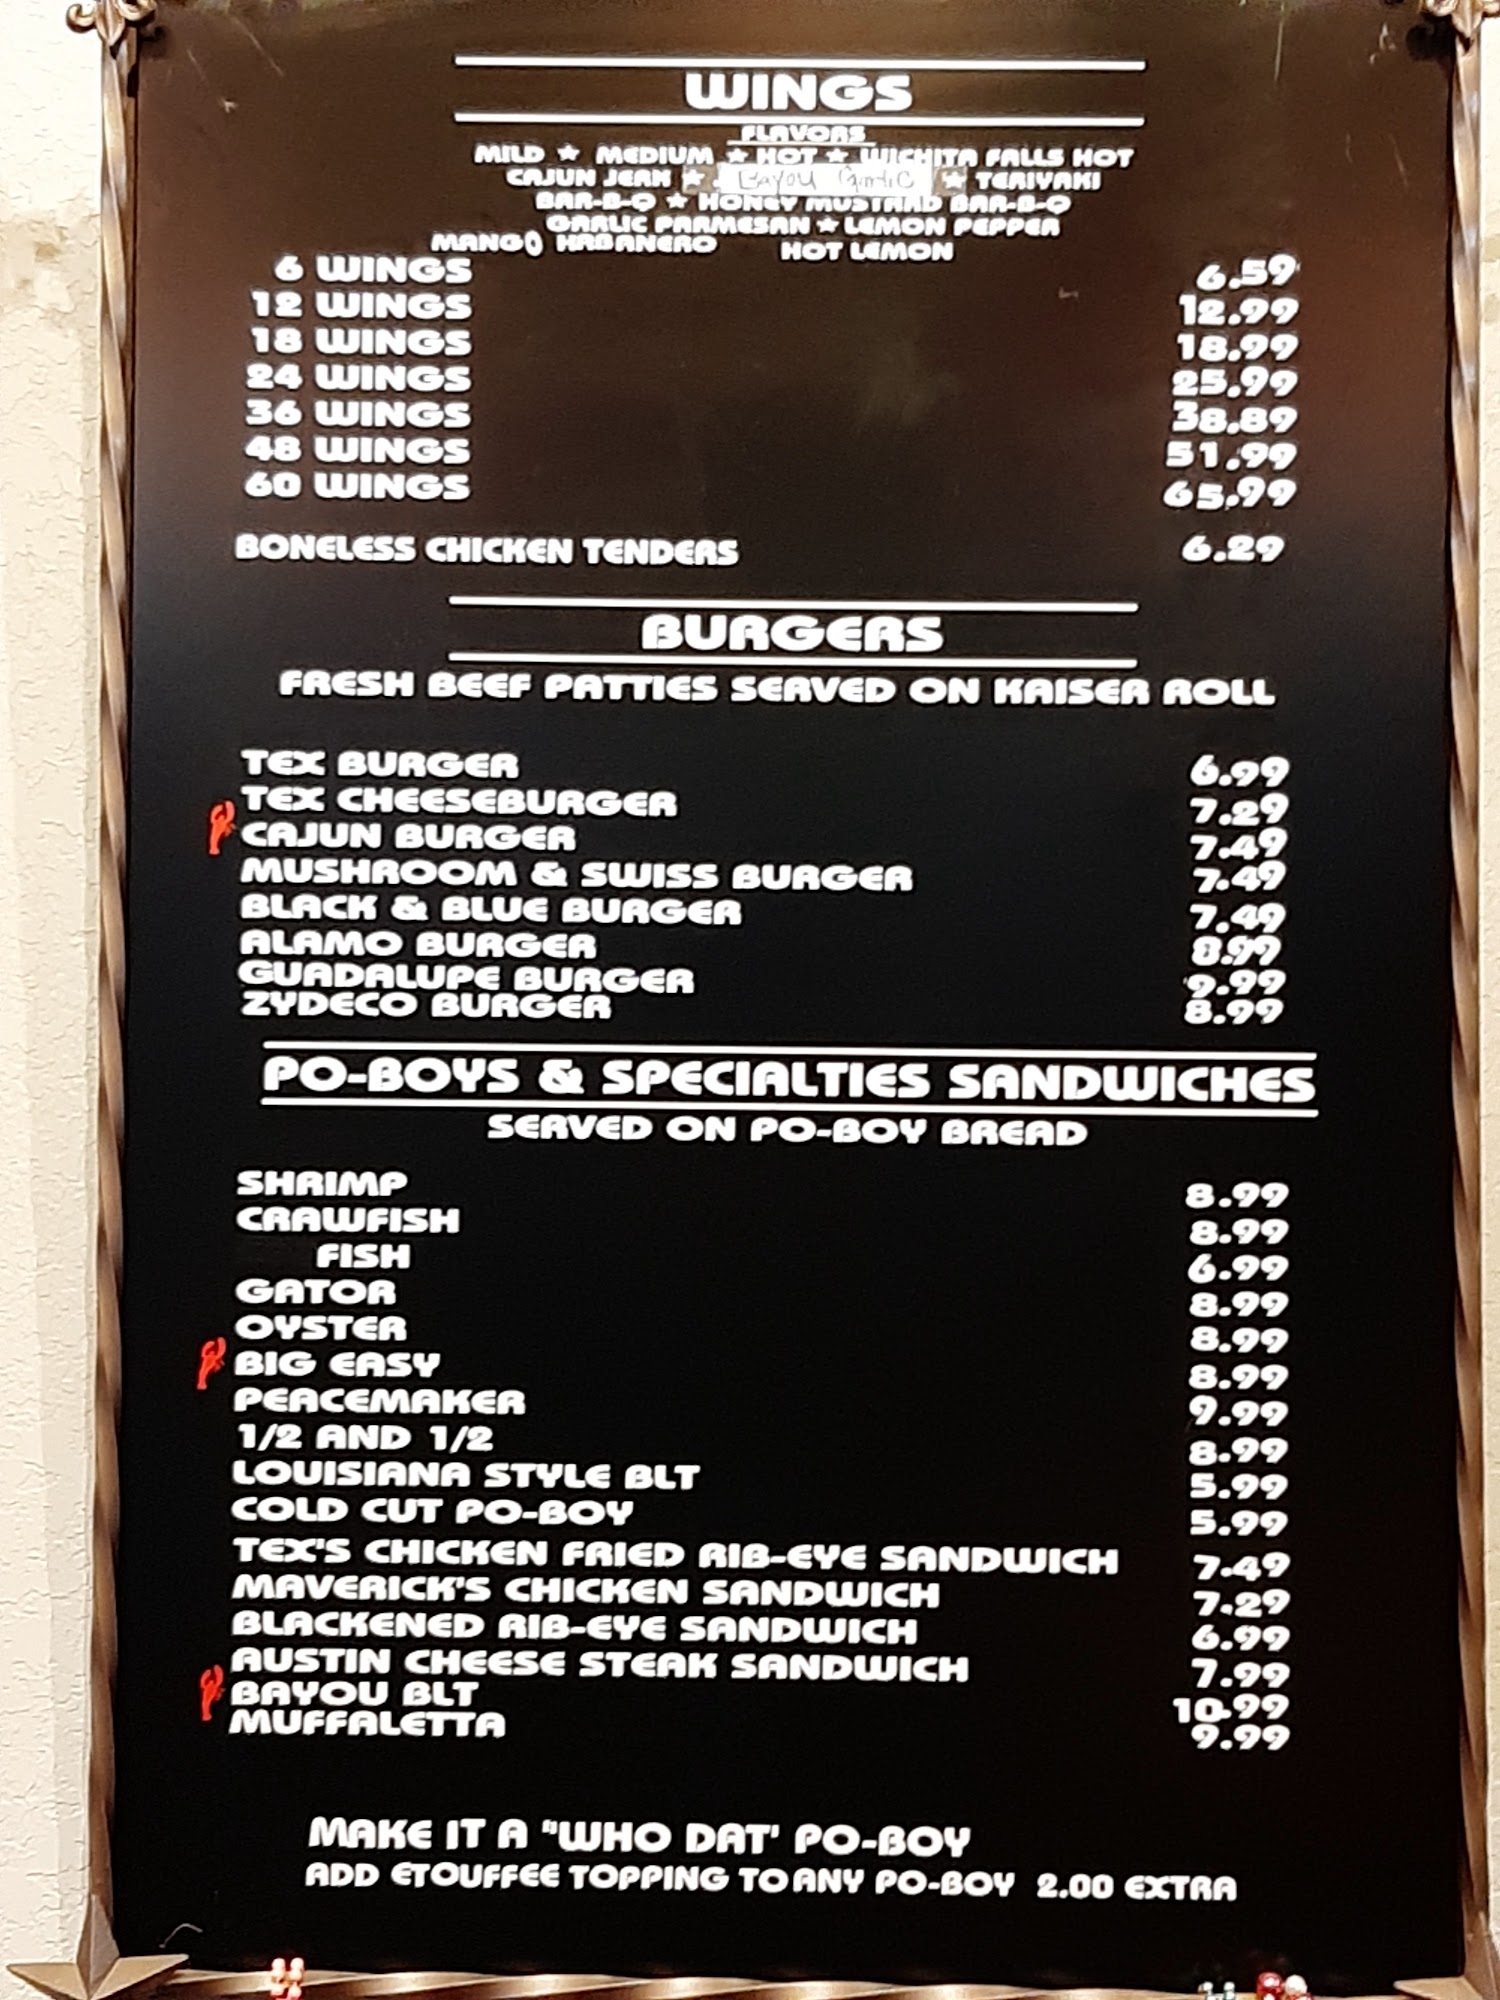 WINGS
FLAVORS
MILD ★ MEDIUM ★ HOT ★ WICHITA FALLS HOT
CAJUN JERK ★ Bayou Garlic ★ TERIYAKI
BAR-B-Q ★ HONEY MUSTARD BAR-B-Q
GARLIC PARMESAN ★ LEMON PEPPER
MANGO HABANERO HOT LEMON
6 WINGS 6.59
12 WINGS 12.99
18 WINGS 18.99
24 WINGS 25.99
36 WINGS 38.89
48 WINGS 51.99
60 WINGS 65.99
BONELESS CHICKEN TENDERS 6.29
BURGERS
FRESH BEEF PATTIES SERVED ON KAISER ROLL
TEX BURGER 6.99
TEX CHEESEBURGER 7.29
CAJUN BURGER 7.49
MUSHROOM & SWISS BURGER 7.49
BLACK & BLUE BURGER 7.49
ALAMO BURGER 8.99
GUADALUPE BURGER 9.99
ZYDECO BURGER 8.99
PO-BOYS & SPECIALTIES SANDWICHES
SERVED ON PO-BOY BREAD
SHRIMP 8.99
CRAWFISH 8.99
FISH 6.99
GATOR 8.99
OYSTER 8.99
BIG EASY 8.99
PEACEMAKER 9.99
1/2 AND 1/2 8.99
LOUISIANA STYLE BLT 5.99
COLD CUT PO-BOY 5.99
TEX'S CHICKEN FRIED RIB-EYE SANDWICH 7.49
MAVERICK'S CHICKEN SANDWICH 7.29
BLACKENED RIB-EYE SANDWICH 6.99
AUSTIN CHEESE STEAK SANDWICH 7.99
BAYOU BLT 10.99
MUFFALETTA 9.99
MAKE IT A "WHO DAT' PO-BOY
ADD ETOUFFEE TOPPING TO ANY PO-BOY 2.00 EXTRA